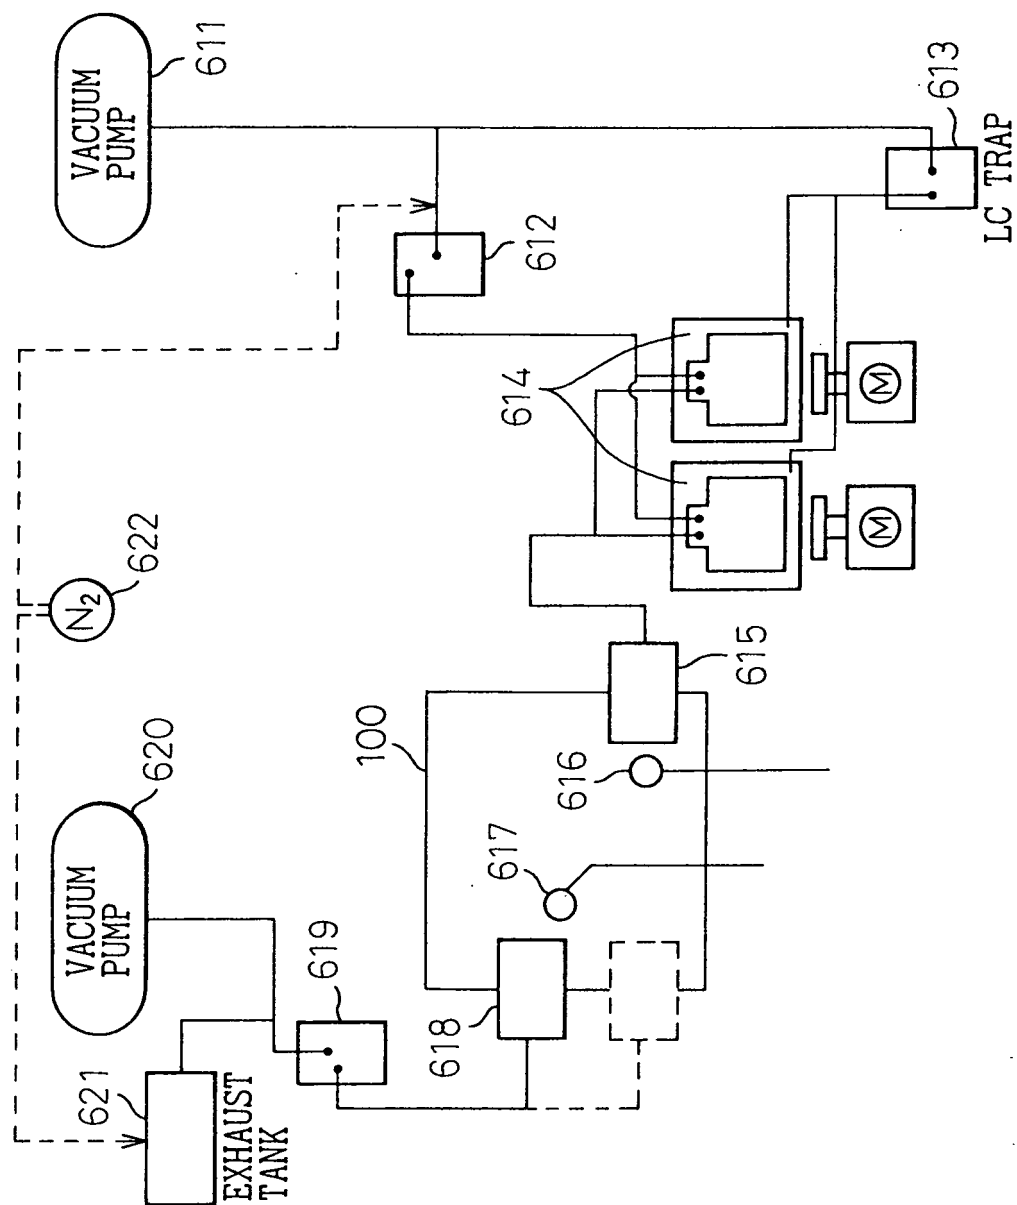 VACUUM
PUMP
611
612
613
LC TRAP
614
M
M
N2
622
615
100
616
617
VACUUM
PUMP
620
619
618
621
EXHAUST
TANK